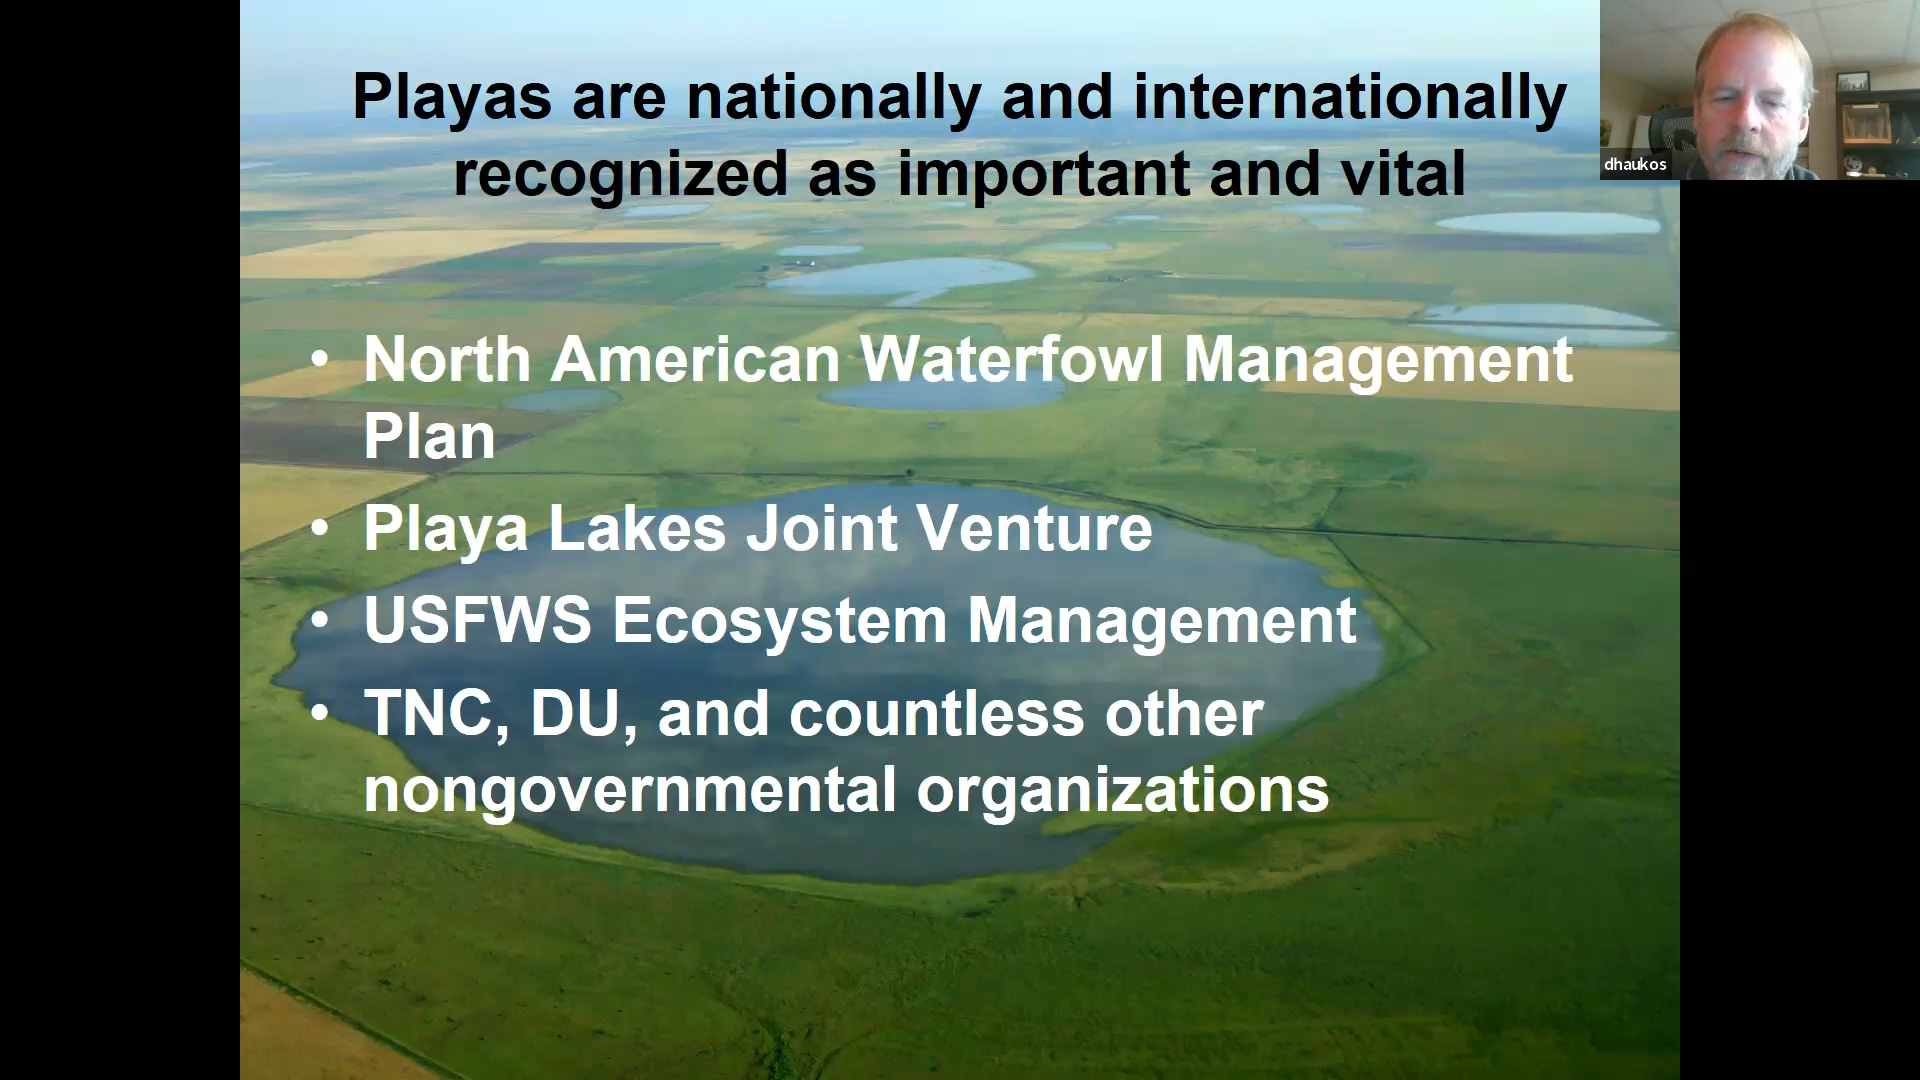 Playas are nationally and internationally
recognized as important and vital
dhaukos
• North American Waterfowl Management
Plan
• Playa Lakes Joint Venture
• USFWS Ecosystem Management
• TNC, DU, and countless other
nongovernmental organizations